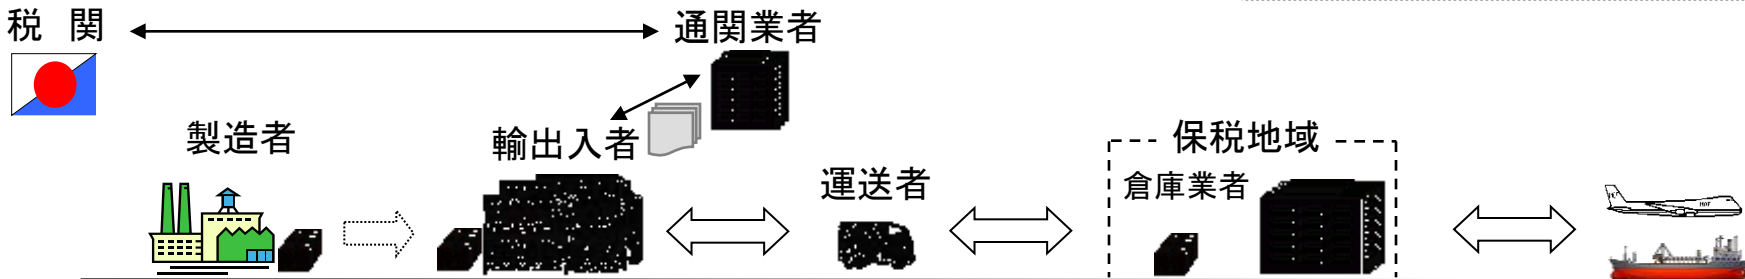 税　関
通関業者
製造者
輸出入者
運送者
保税地域
倉庫業者